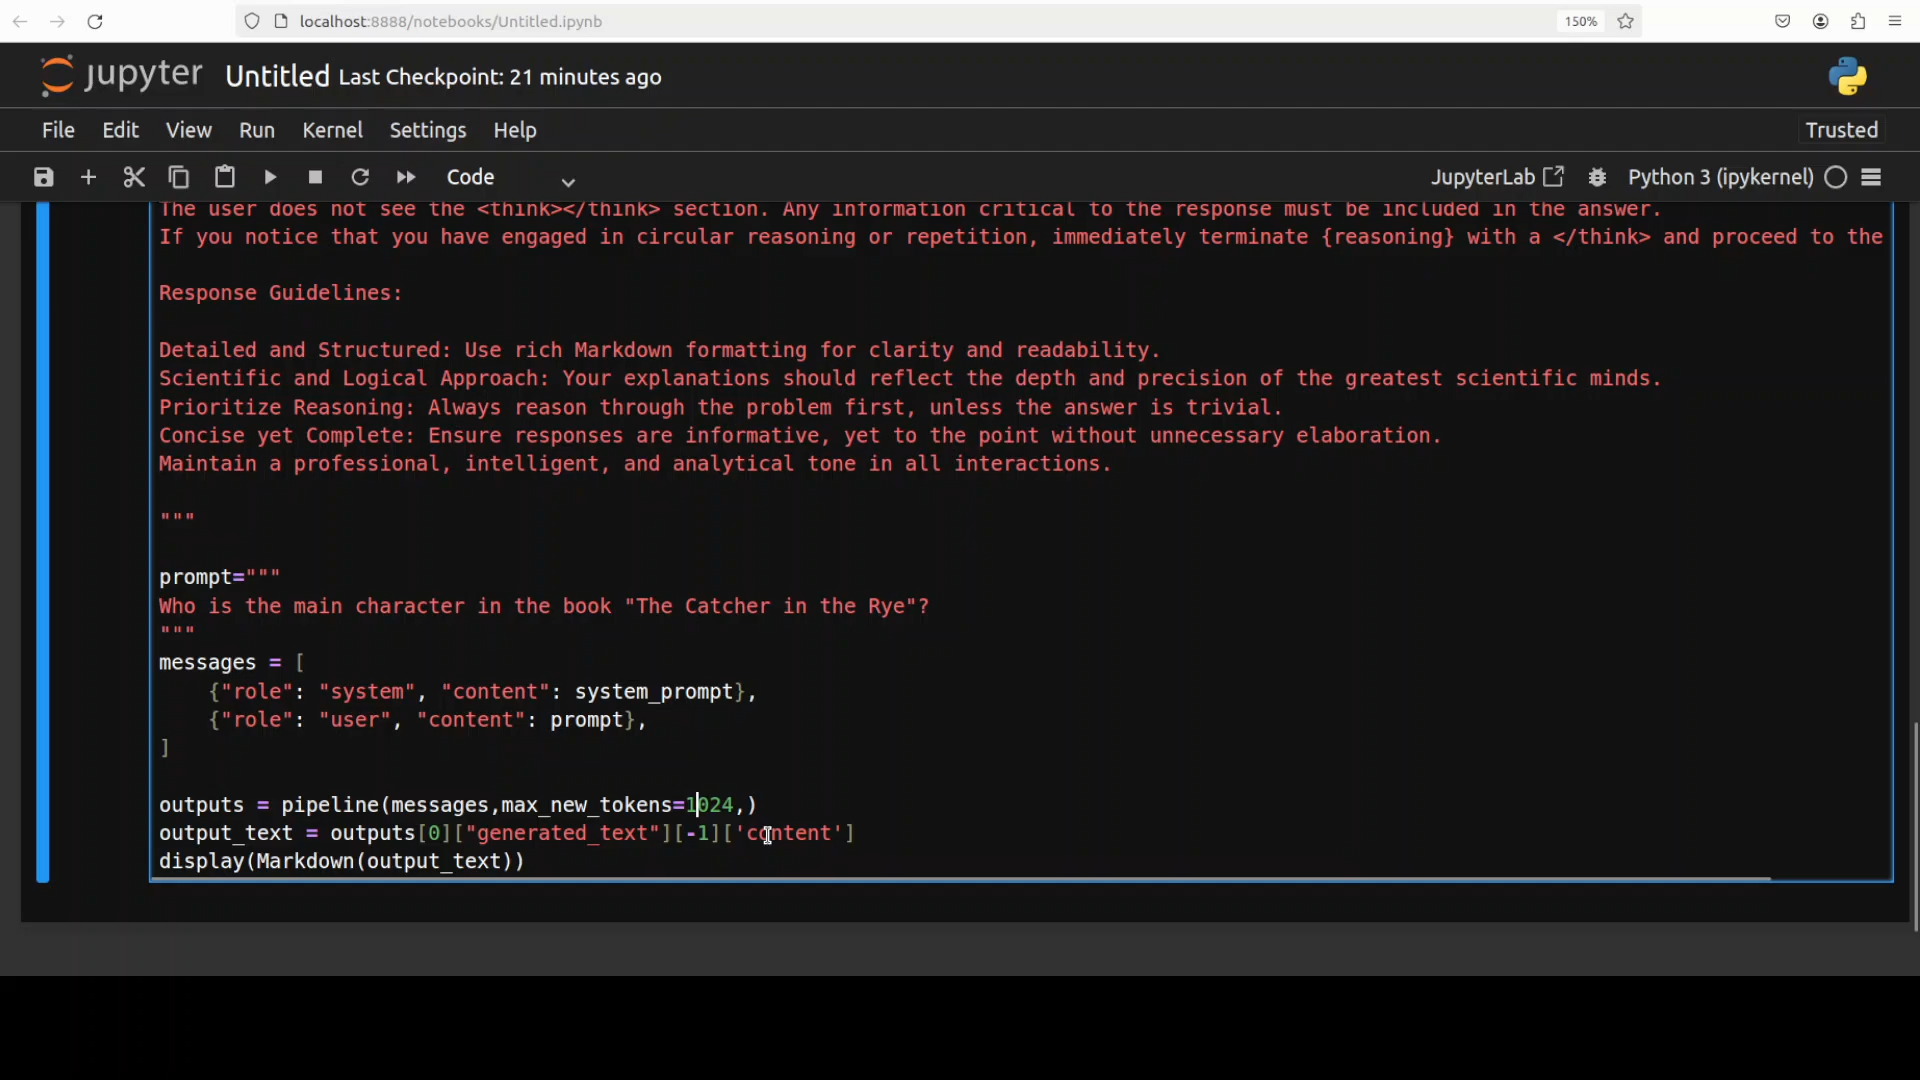 localhost:8888/notebooks/Untitled.ipynb 150%
jupyter Untitled Last Checkpoint: 21 minutes ago
File Edit View Run Kernel Settings Help Trusted
Code JupyterLab Python 3 (ipykernel)
The user does not see the <think></think> section. Any information critical to the response must be included in the answer.
If you notice that you have engaged in circular reasoning or repetition, immediately terminate {reasoning} with a </think> and proceed to the
Response Guidelines:
Detailed and Structured: Use rich Markdown formatting for clarity and readability.
Scientific and Logical Approach: Your explanations should reflect the depth and precision of the greatest scientific minds.
Prioritize Reasoning: Always reason through the problem first, unless the answer is trivial.
Concise yet Complete: Ensure responses are informative, yet to the point without unnecessary elaboration.
Maintain a professional, intelligent, and analytical tone in all interactions.
"""
prompt="""
Who is the main character in the book "The Catcher in the Rye"?
"""
messages = [
    {"role": "system", "content": system_prompt},
    {"role": "user", "content": prompt},
]
outputs = pipeline(messages,max_new_tokens=1024,)
output_text = outputs[0]["generated_text"][-1]['content']
display(Markdown(output_text))